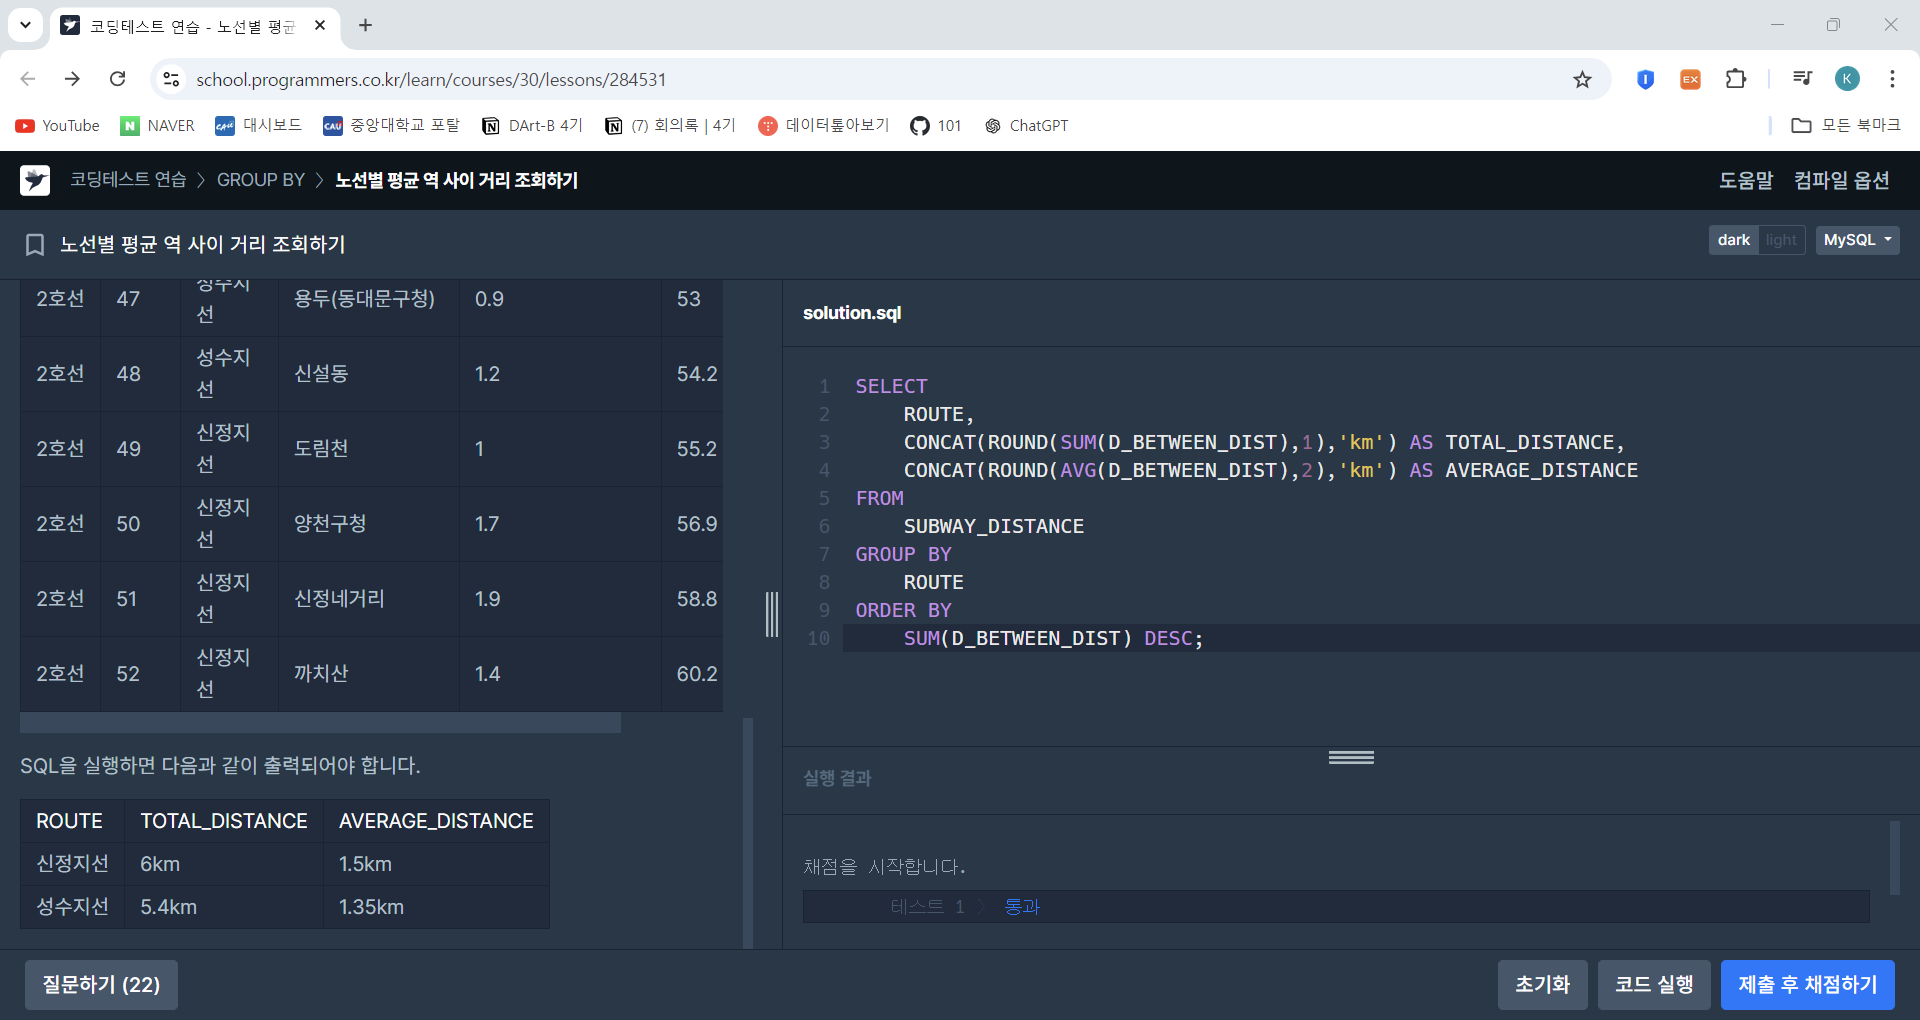 코딩테스트 연습 - 노선별 평균
school.programmers.co.kr/learn/courses/30/lessons/284531
EX
K
YouTube
NAVER
대시보드
중앙대학교 포탈
DArt-B 4기
(7) 회의록 | 4기
데이터톺아보기
101
ChatGPT
모든 북마크
코딩테스트 연습 > GROUP BY > 노선별 평균 역 사이 거리 조회하기
도움말 컴파일 옵션
노선별 평균 역 사이 거리 조회하기
dark light MySQL
2호선 47 성수지선 용두(동대문구청) 0.9 53
2호선 48 성수지선 신설동 1.2 54.2
2호선 49 신정지선 도림천 1 55.2
2호선 50 신정지선 양천구청 1.7 56.9
2호선 51 신정지선 신정네거리 1.9 58.8
2호선 52 신정지선 까치산 1.4 60.2
SQL을 실행하면 다음과 같이 출력되어야 합니다.
ROUTE TOTAL_DISTANCE AVERAGE_DISTANCE
신정지선 6km 1.5km
성수지선 5.4km 1.35km
solution.sql
1 SELECT
2 ROUTE,
3 CONCAT(ROUND(SUM(D_BETWEEN_DIST),1),'km') AS TOTAL_DISTANCE,
4 CONCAT(ROUND(AVG(D_BETWEEN_DIST),2),'km') AS AVERAGE_DISTANCE
5 FROM
6 SUBWAY_DISTANCE
7 GROUP BY
8 ROUTE
9 ORDER BY
10 SUM(D_BETWEEN_DIST) DESC;
실행 결과
채점을 시작합니다.
테스트 1 > 통과
질문하기 (22)
초기화
코드 실행
제출 후 채점하기